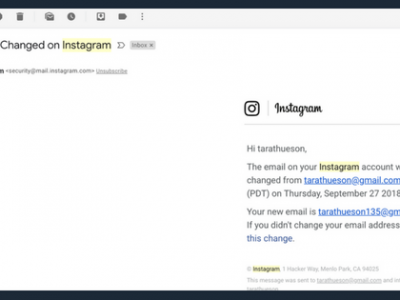 Changed on Instagram
Inbox x
m <security@mail.instagram.com> Unsubscribe
Instagram
Hi tarathueson,
The email on your Instagram account w
changed from tarathueson@gmail.com
(PDT) on Thursday, September 27 2018
Your new email is tarathueson135@gm
If you didn't change your email address
this change.
© Instagram. 1 Hacker Way, Menlo Park, CA 94025
This message was sent to tarathueson@gmail.com and in
tarathueson.